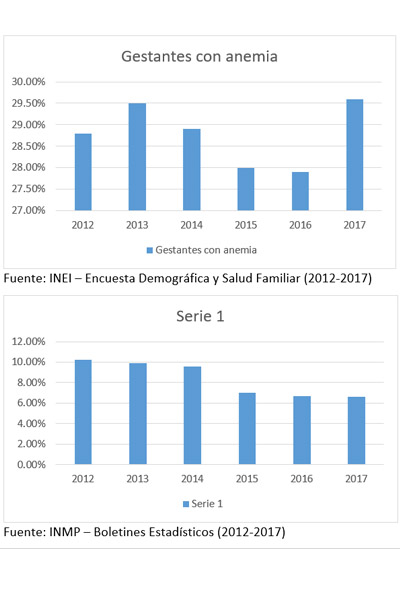 Gestantes con anemia
30.00%
29.50%
29.00%
28.50%
28.00%
27.50%
27.00%
2012 2013 2014 2015 2016 2017
Gestantes con anemia
Fuente: INEI – Encuesta Demográfica y Salud Familiar (2012-2017)
Serie 1
12.00%
10.00%
8.00%
6.00%
4.00%
2.00%
0.00%
2012 2013 2014 2015 2016 2017
Serie 1
Fuente: INMP – Boletines Estadísticos (2012-2017)